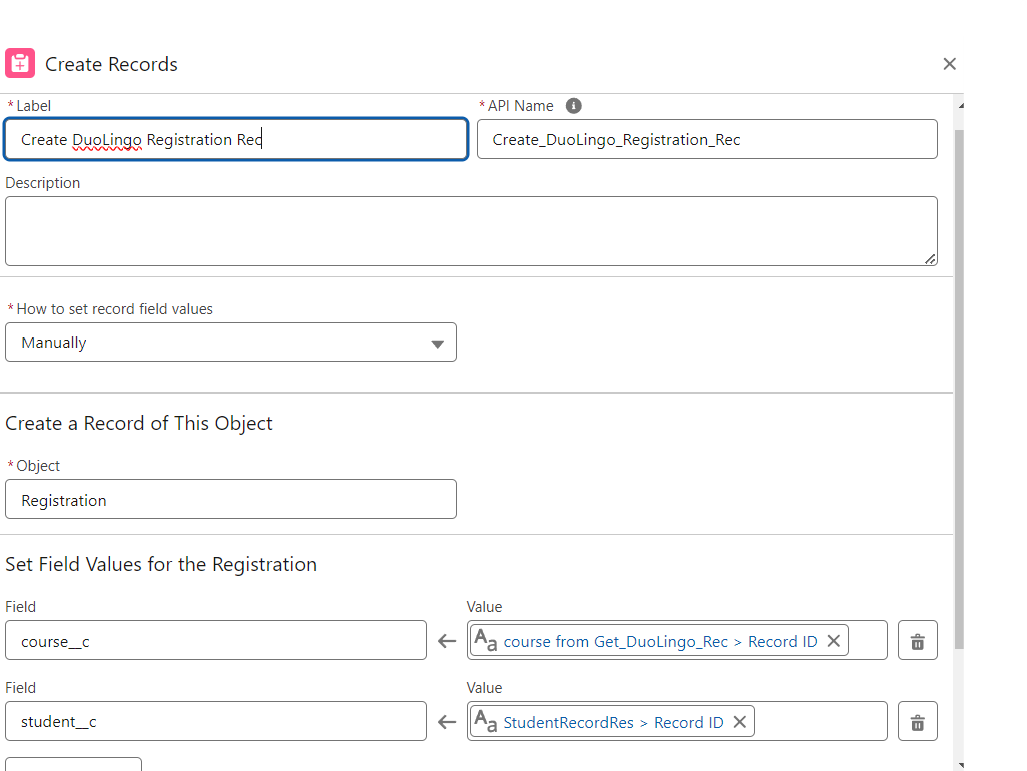 Create Records
* Label
* API Name
Create DuoLingo Registration Rec
Create_DuoLingo_Registration_Rec
Description
* How to set record field values
Manually
Create a Record of This Object
* Object
Registration
Set Field Values for the Registration
Field
Value
course__c
Aa course from Get_DuoLingo_Rec > Record ID
Field
Value
student__c
Aa StudentRecordRes > Record ID